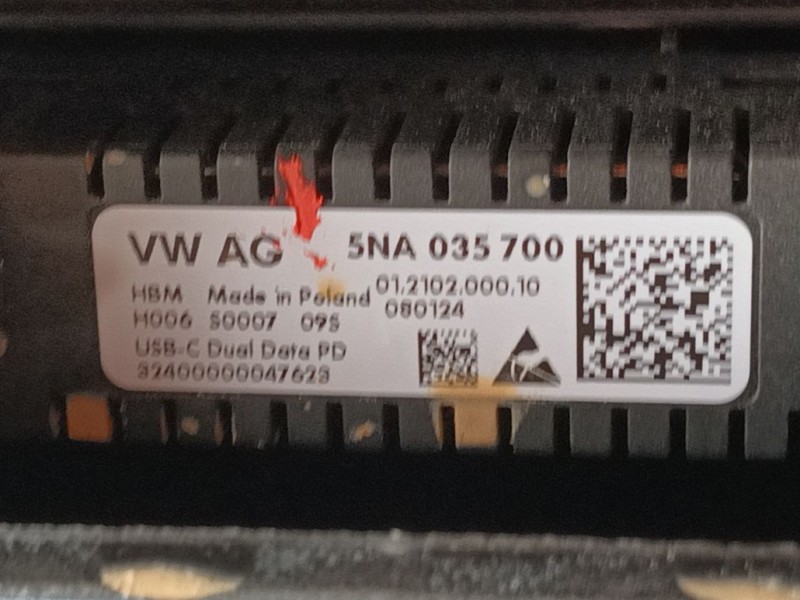 VW AG 5NA 035 700
HBM Made in Poland 01.2102.000.10
H006 S0007 09S 080124
USB-C Dual Data PD
32400000047623